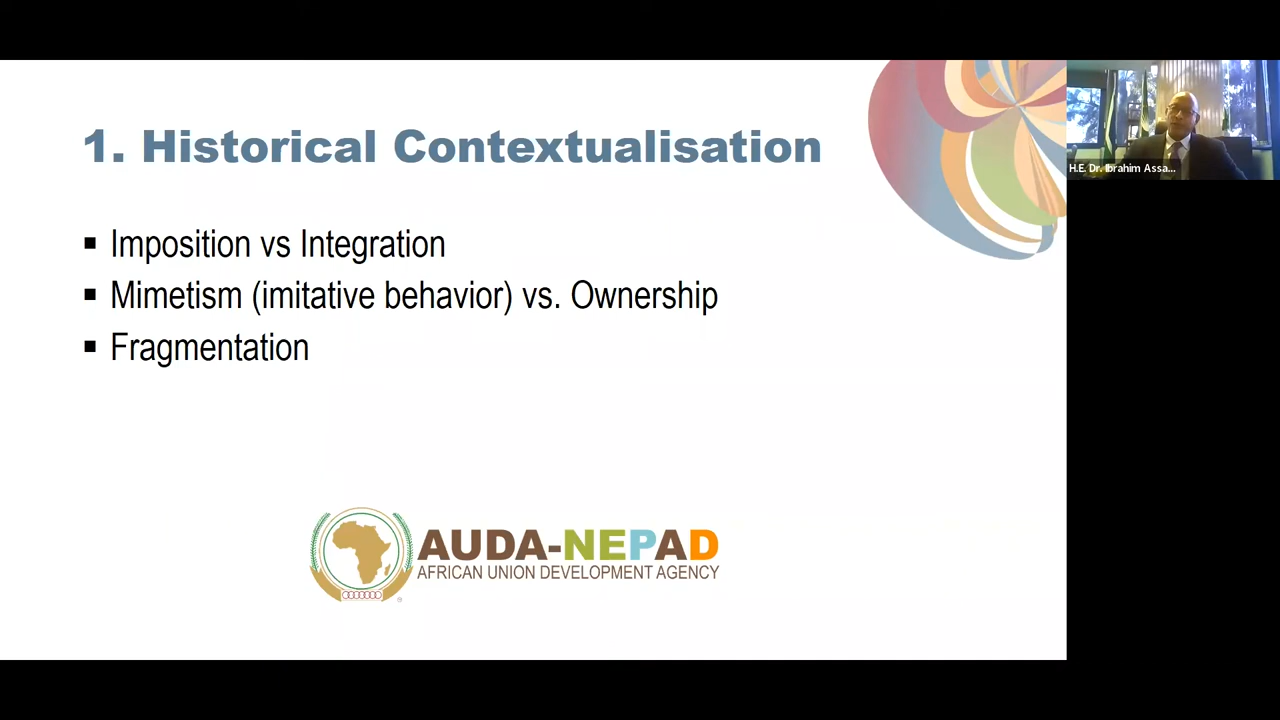 1. Historical Contextualisation
H.E. Dr. Ibrahim Assa...
▪ Imposition vs Integration
▪ Mimetism (imitative behavior) vs. Ownership
▪ Fragmentation
AUDA-NEPAD
AFRICAN UNION DEVELOPMENT AGENCY